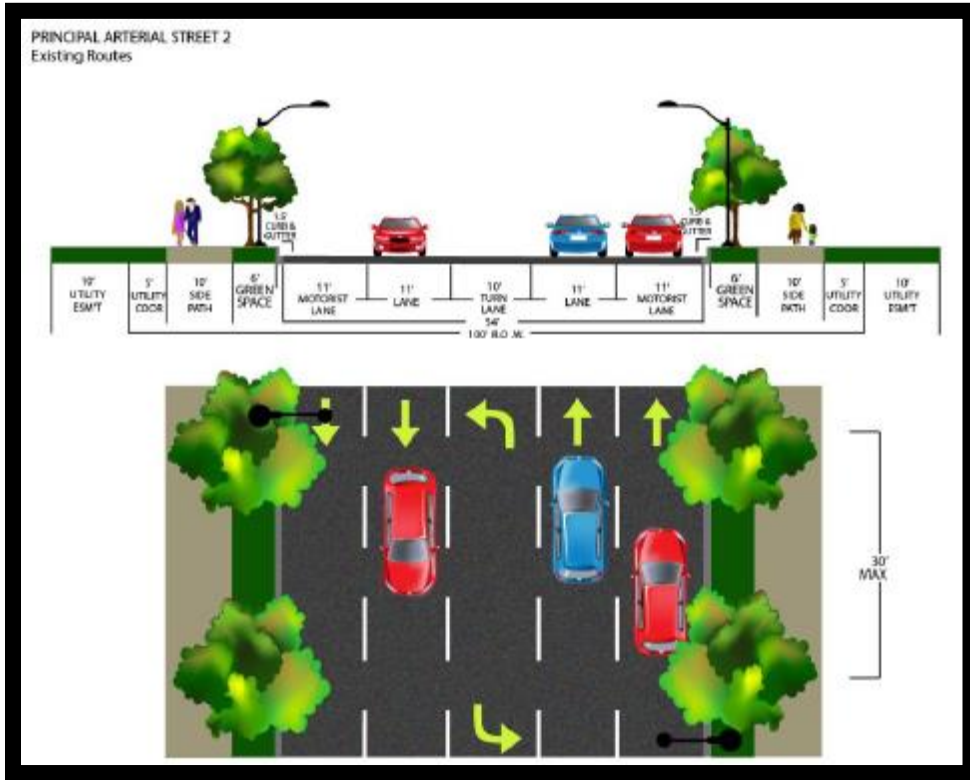 PRINCIPAL ARTERIAL STREET 2
Existing Routes
1.5'
CURB &
GUTTER
1.5'
CURB &
GUTTER
10'
UTILITY
ESM'T
5'
UTILITY
COOR
10'
SIDE
PATH
6'
GREEN
SPACE
11'
MOTORIST
LANE
11'
LANE
10'
TURN
LANE
11'
LANE
11'
MOTORIST
LANE
6'
GREEN
SPACE
10'
SIDE
PATH
5'
UTILITY
COOR
10'
UTILITY
ESM'T
54'
100' R.O.W.
30'
MAX